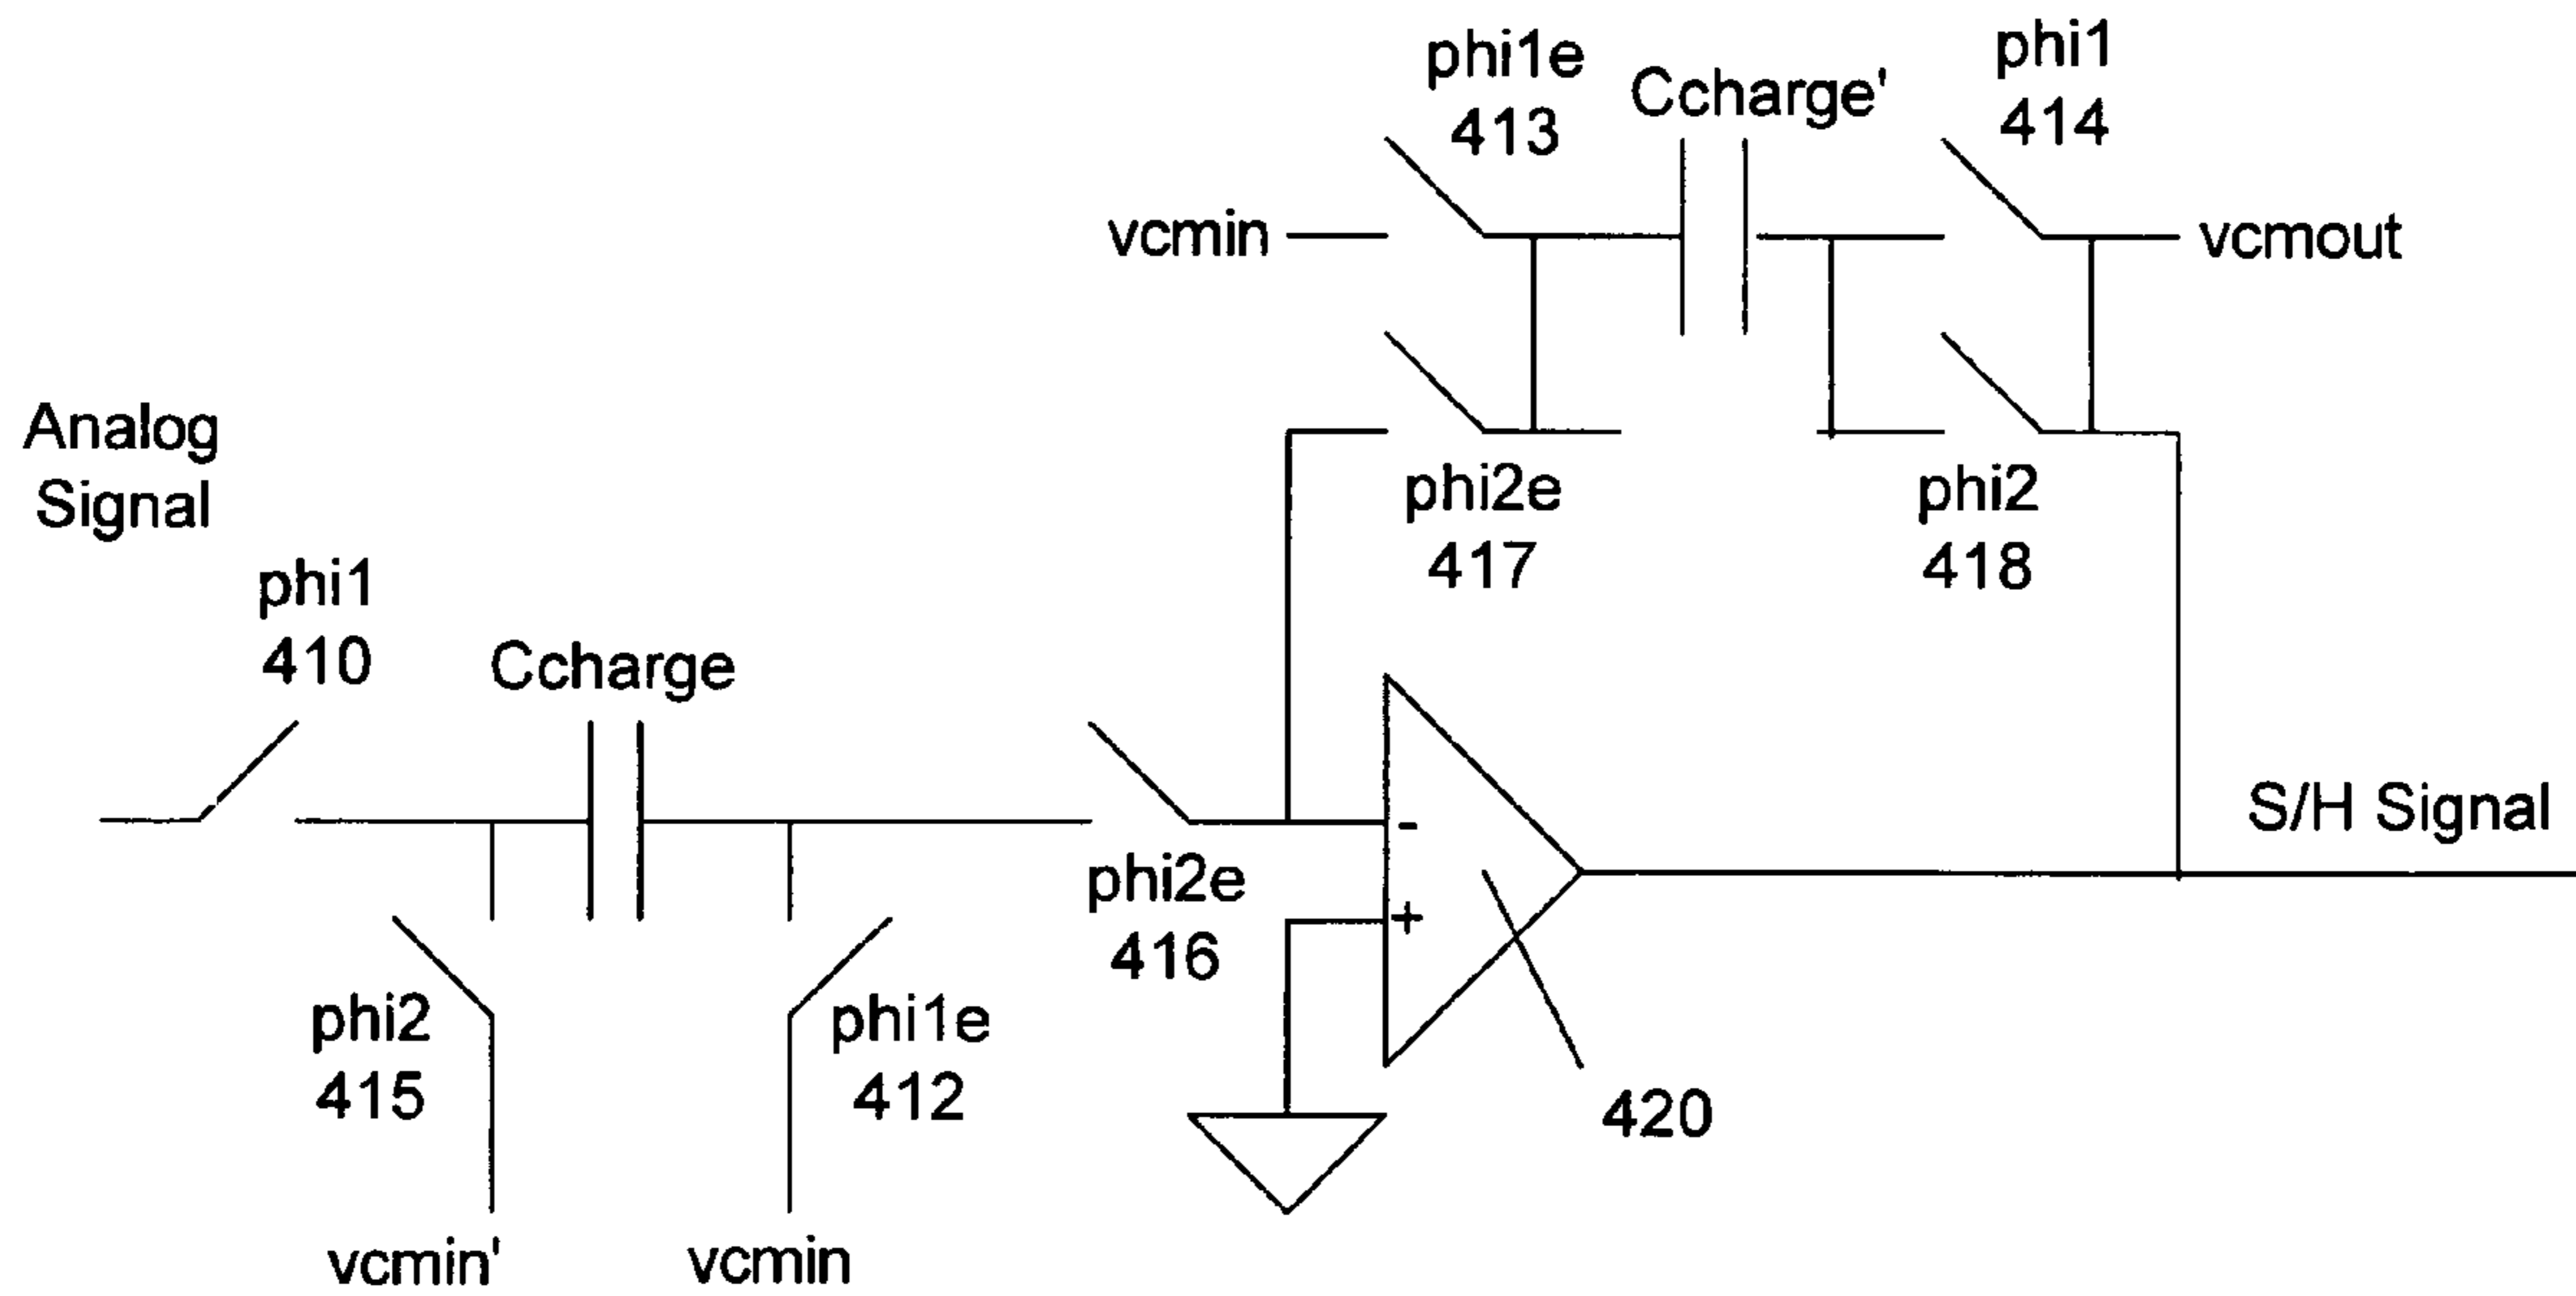 phi1e
413
Ccharge'
phi1
414
vcmin
vcmout
Analog
Signal
phi2e
417
phi2
418
phi1
410
Ccharge
-
+
phi2e
416
S/H Signal
phi2
415
phi1e
412
420
vcmin'
vcmin